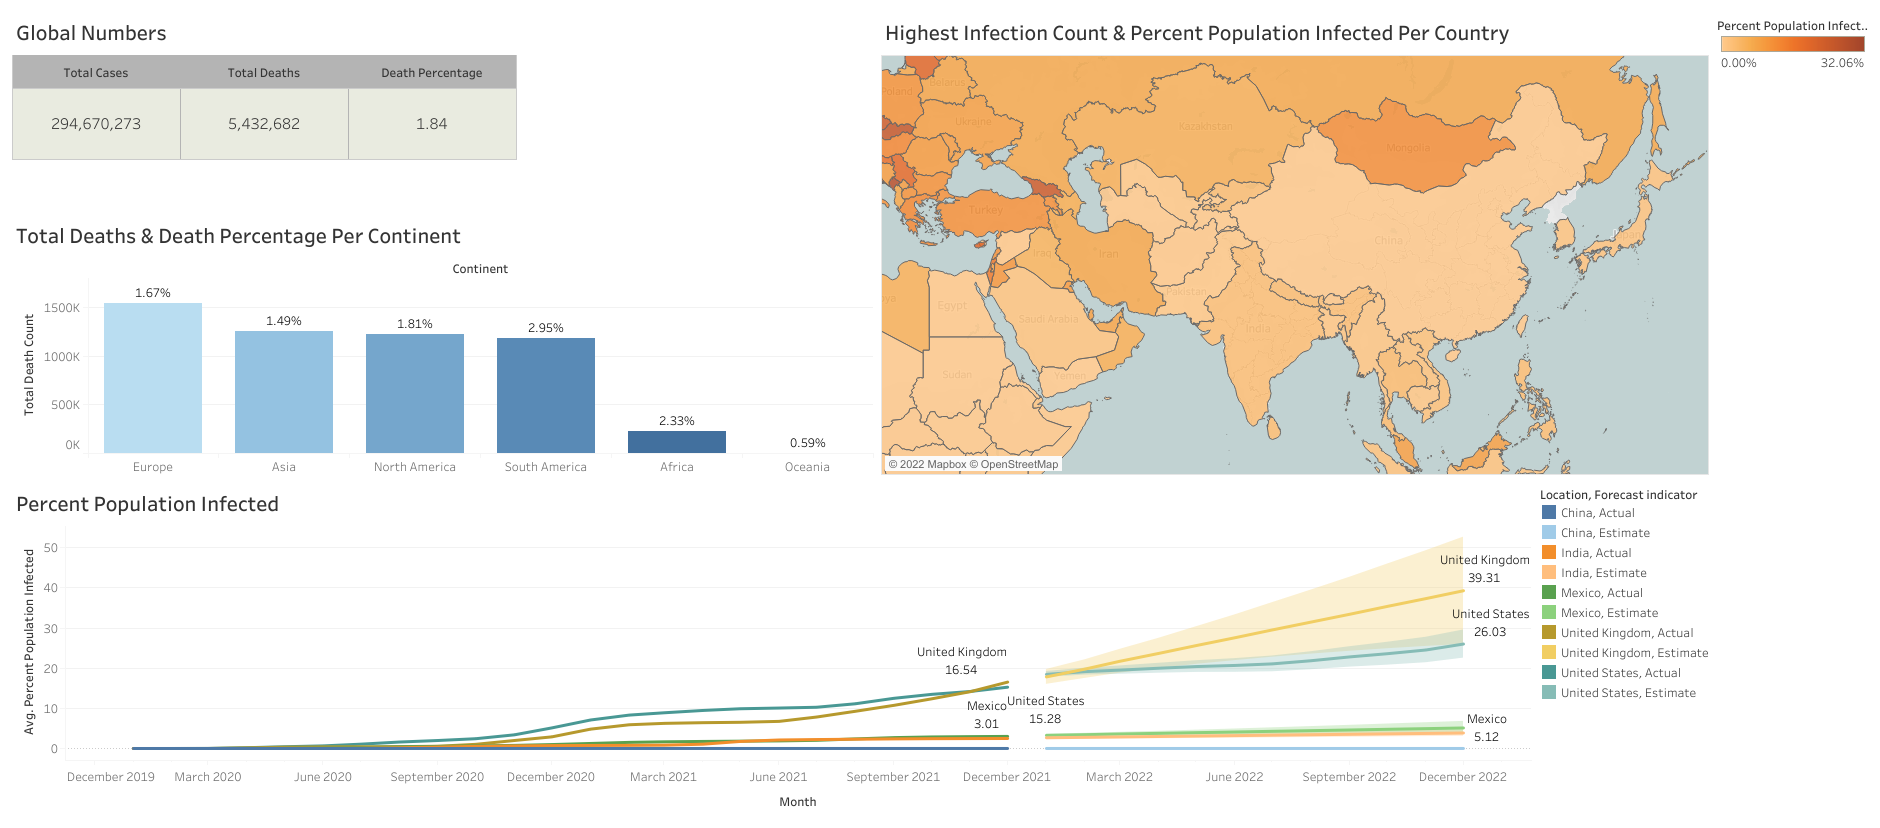 Global Numbers
Total Cases Total Deaths Death Percentage
294,670,273 5,432,682 1.84
Total Deaths & Death Percentage Per Continent
Continent
Total Death Count
1500K
1000K
500K
0K
1.67%
1.49%
1.81%
2.95%
2.33%
0.59%
Europe Asia North America South America Africa Oceania
Highest Infection Count & Percent Population Infected Per Country
Belarus
Poland
Ukraine
Kazakhstan
Mongolia
Turkey
China
Iraq
Iran
Pakistan
Egypt
Saudi Arabia
India
Sudan
Yemen
© 2022 Mapbox © OpenStreetMap
Percent Population Infect..
0.00% 32.06%
Percent Population Infected
Avg. Percent Population Infected
50
40
30
20
10
0
United Kingdom
16.54
Mexico
3.01
United States
15.28
United Kingdom
39.31
United States
26.03
Mexico
5.12
December 2019 March 2020 June 2020 September 2020 December 2020 March 2021 June 2021 September 2021 December 2021 March 2022 June 2022 September 2022 December 2022
Month
Location, Forecast indicator
China, Actual
China, Estimate
India, Actual
India, Estimate
Mexico, Actual
Mexico, Estimate
United Kingdom, Actual
United Kingdom, Estimate
United States, Actual
United States, Estimate